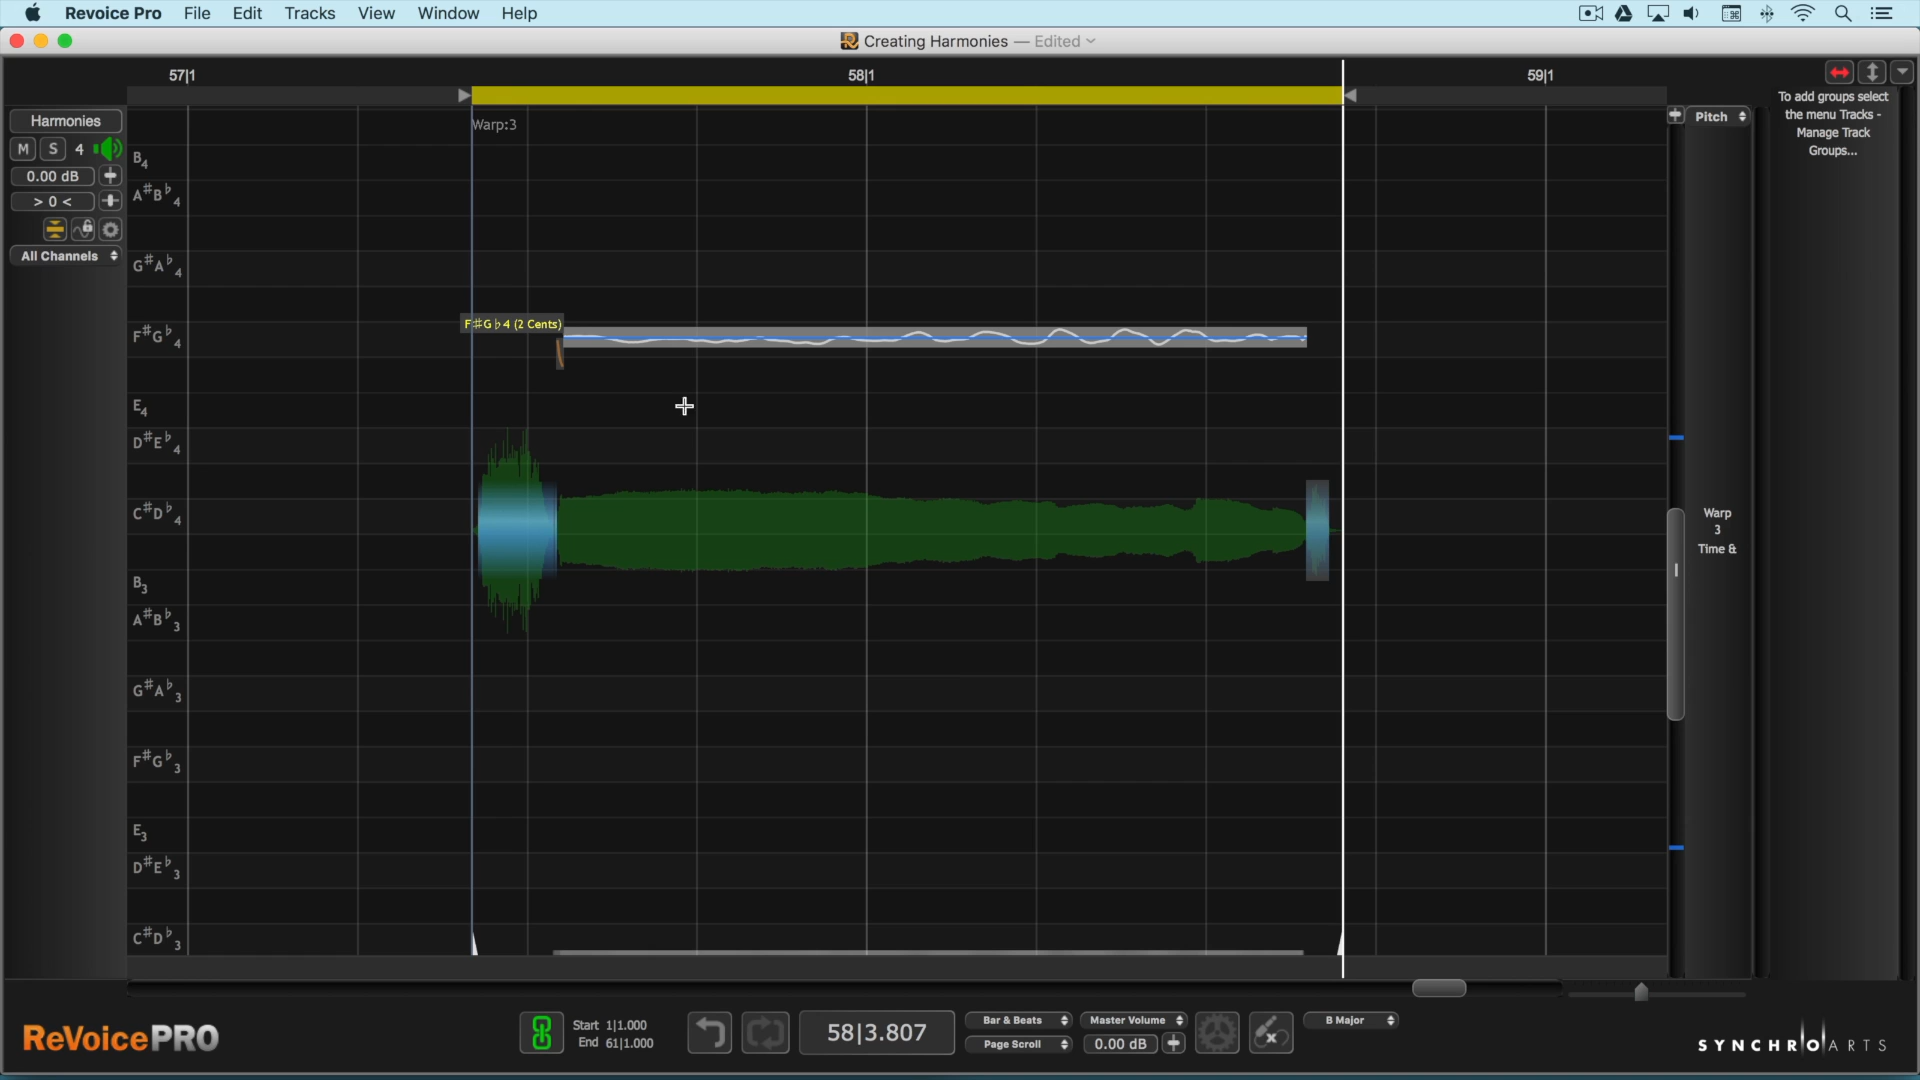 Revoice Pro File Edit Tracks View Window Help
Creating Harmonies — Edited
57|1 58|1 59|1
To add groups select
the menu Tracks -
Manage Track
Groups...
Harmonies
M S 4
0.00 dB
> 0 <
All Channels
Warp:3
Pitch
B4
A#B♭4
G#A♭4
F#G♭4 (2 Cents)
F#G♭4
E4
D#E♭4
C#D♭4
B3
A#B♭3
G#A♭3
F#G♭3
E3
D#E♭3
C#D♭3
Warp
3
Time &
ReVoicePRO
Start 1|1.000
End 61|1.000
58|3.807
Bar & Beats
Page Scroll
Master Volume
0.00 dB
B Major
SYNCHROARTS